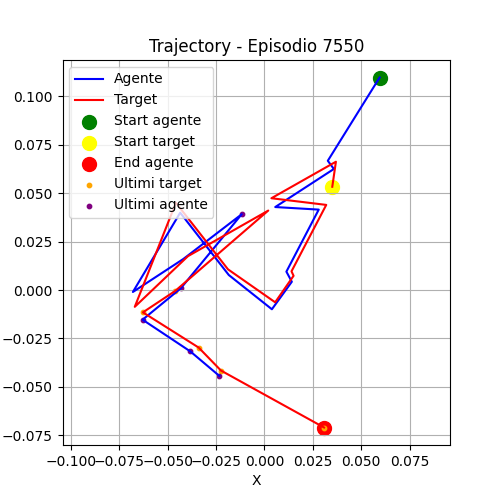 Trajectory - Episodio 7550
Agente
Target
Start agente
Start target
End agente
Ultimi target
Ultimi agente
0.100
0.075
0.050
0.025
0.000
−0.025
−0.050
−0.075
−0.100 −0.075 −0.050 −0.025 0.000 0.025 0.050 0.075
X